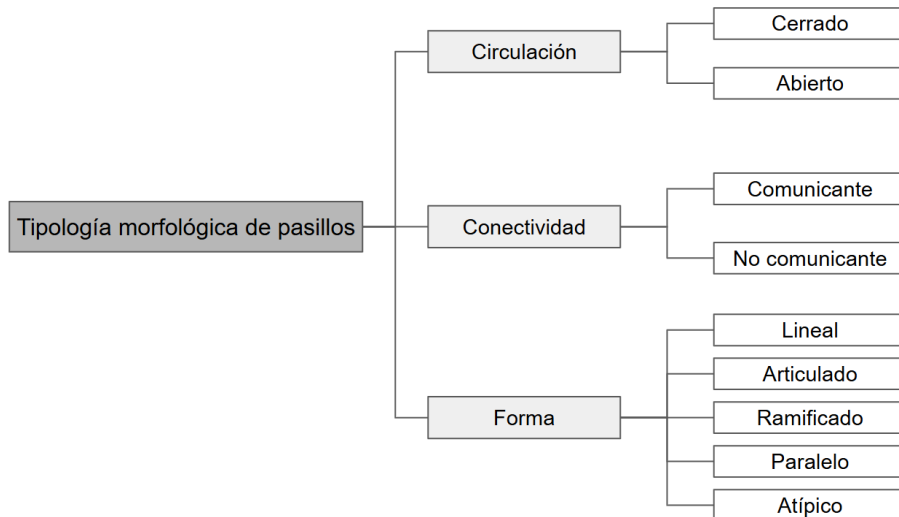 Tipología morfológica de pasillos
Circulación
Cerrado
Abierto
Conectividad
Comunicante
No comunicante
Forma
Lineal
Articulado
Ramificado
Paralelo
Atípico